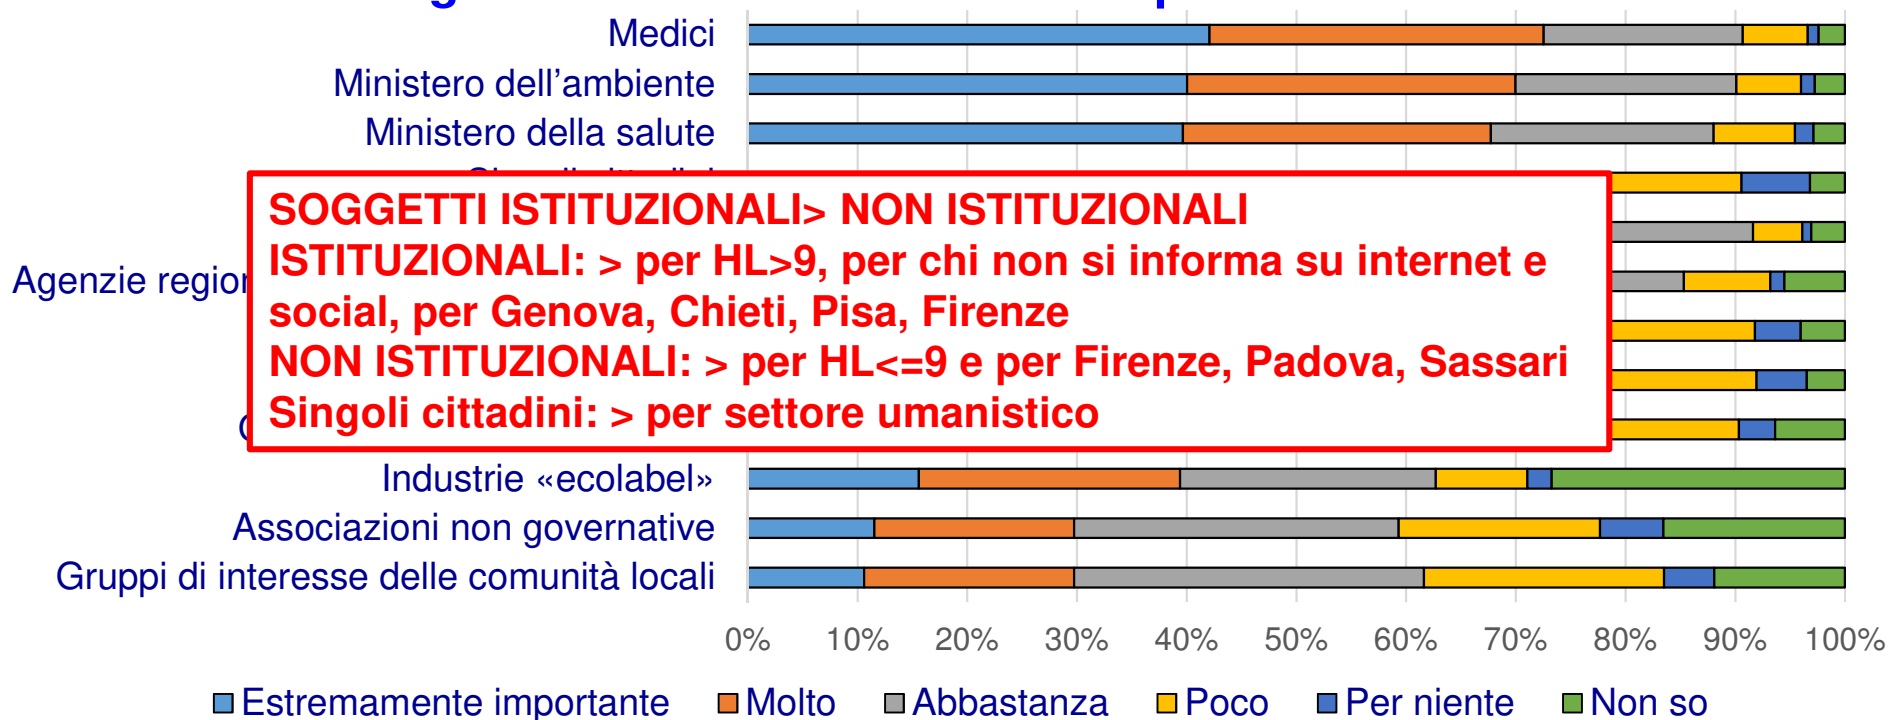 Medici
Ministero dell'ambiente
Ministero della salute
SOGGETTI ISTITUZIONALI> NON ISTITUZIONALI
ISTITUZIONALI: > per HL>9, per chi non si informa su internet e
social, per Genova, Chieti, Pisa, Firenze
NON ISTITUZIONALI: > per HL<=9 e per Firenze, Padova, Sassari
Singoli cittadini: > per settore umanistico
Agenzie
Industrie «ecolabel»
Associazioni non governative
Gruppi di interesse delle comunità locali
0% 10% 20% 30% 40% 50% 60% 70% 80% 90% 100%
Estremamente importante Molto Abbastanza Poco Per niente Non so